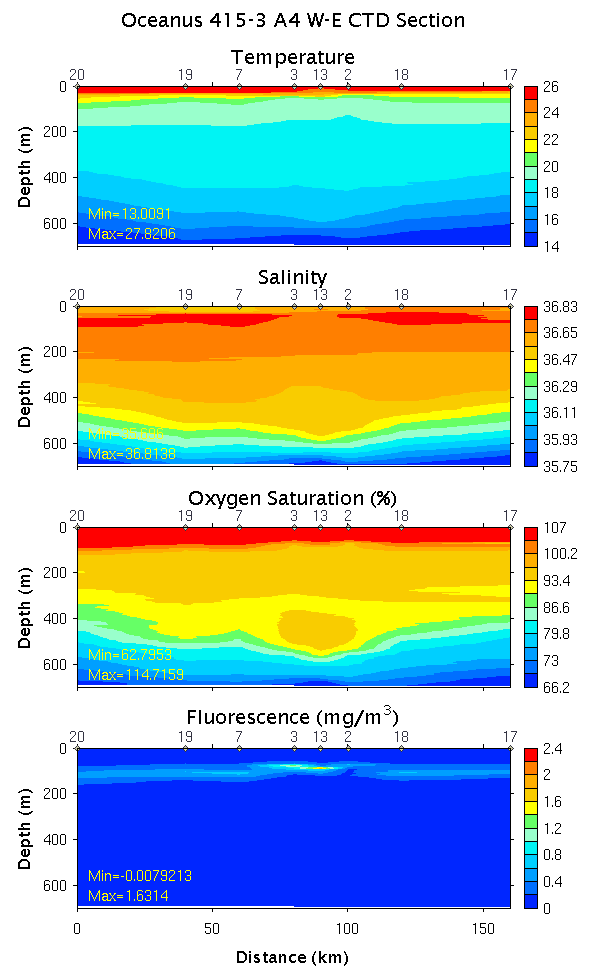 Oceanus 415-3 A4 W-E CTD Section
Temperature
20 19 7 3 13 2 18 17
0
200
400
600
Depth (m)
Min=13.0091
Max=27.8206
26
24
22
20
18
16
14
Salinity
20 19 7 3 13 2 18 17
0
200
400
600
Depth (m)
Max=36.8138
36.83
36.65
36.47
36.29
36.11
35.93
35.75
Oxygen Saturation (%)
20 19 7 3 13 2 18 17
0
200
400
600
Depth (m)
Min=62.7953
Max=114.7159
107
100.2
93.4
86.6
79.8
73
66.2
Fluorescence (mg/m³)
20 19 7 3 13 2 18 17
0
200
400
600
Depth (m)
Min=-0.0079213
Max=1.6314
2.4
2
1.6
1.2
0.8
0.4
0
0 50 100 150
Distance (km)